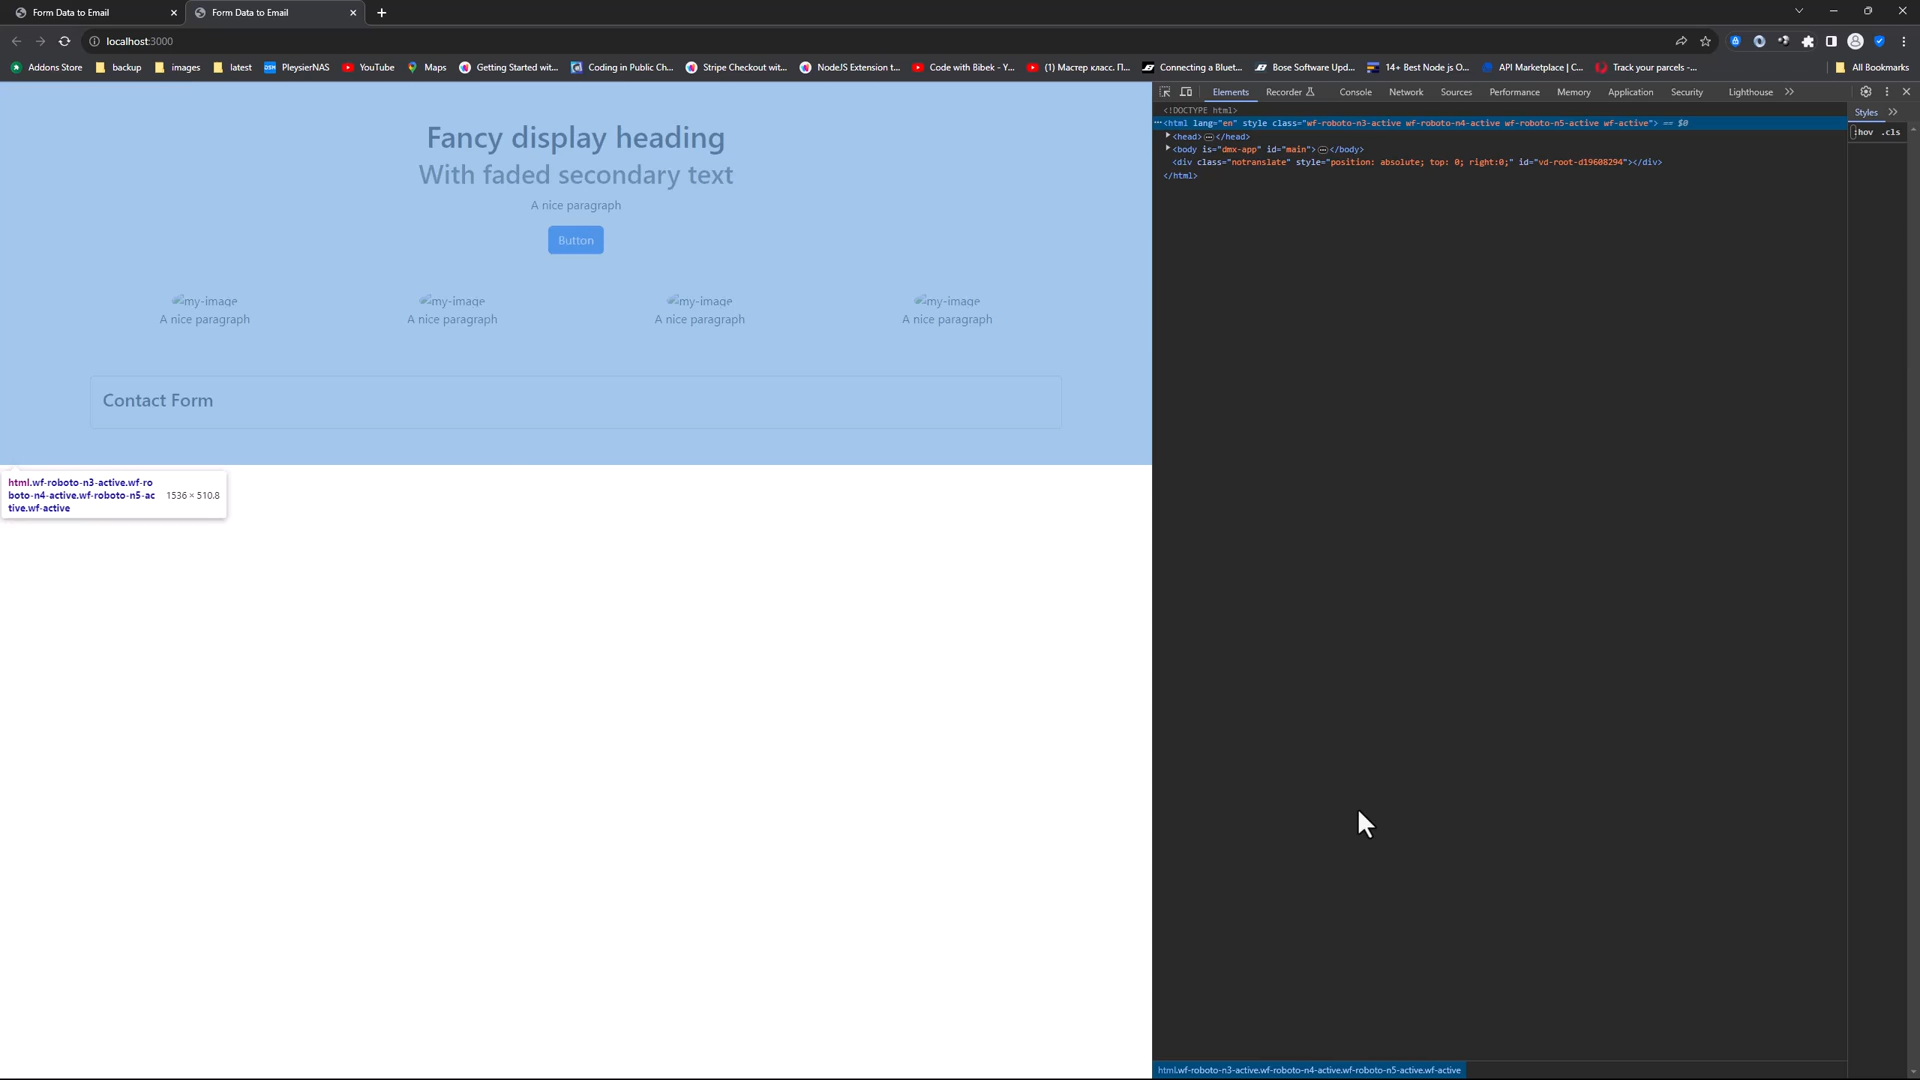 Form Data to Email
Form Data to Email
localhost:3000
Addons Store backup images latest PleysierNAS YouTube Maps Getting Started wit... Coding in Public Ch... Stripe Checkout wit... NodeJS Extension t... Code with Bibek - Y... (1) Мастер класс. П... Connecting a Bluet... Bose Software Upd... 14+ Best Node js O... API Marketplace | C... Track your parcels -... All Bookmarks
Fancy display heading
With faded secondary text
A nice paragraph
Button
my-image my-image my-image my-image
A nice paragraph A nice paragraph A nice paragraph A nice paragraph
Contact Form
html.wf-roboto-n3-active.wf-ro
boto-n4-active.wf-roboto-n5-ac 1536 × 510.8
tive.wf-active
Elements Recorder Console Network Sources Performance Memory Application Security Lighthouse
<!DOCTYPE html>
<html lang="en" style class="wf-roboto-n3-active wf-roboto-n4-active wf-roboto-n5-active wf-active"> == $0
<head> </head>
<body is="dmx-app" id="main"> </body>
<div class="notranslate" style="position: absolute; top: 0; right:0;" id="vd-root-d19608294"></div>
</html>
Styles
:hov .cls
html.wf-roboto-n3-active.wf-roboto-n4-active.wf-roboto-n5-active.wf-active